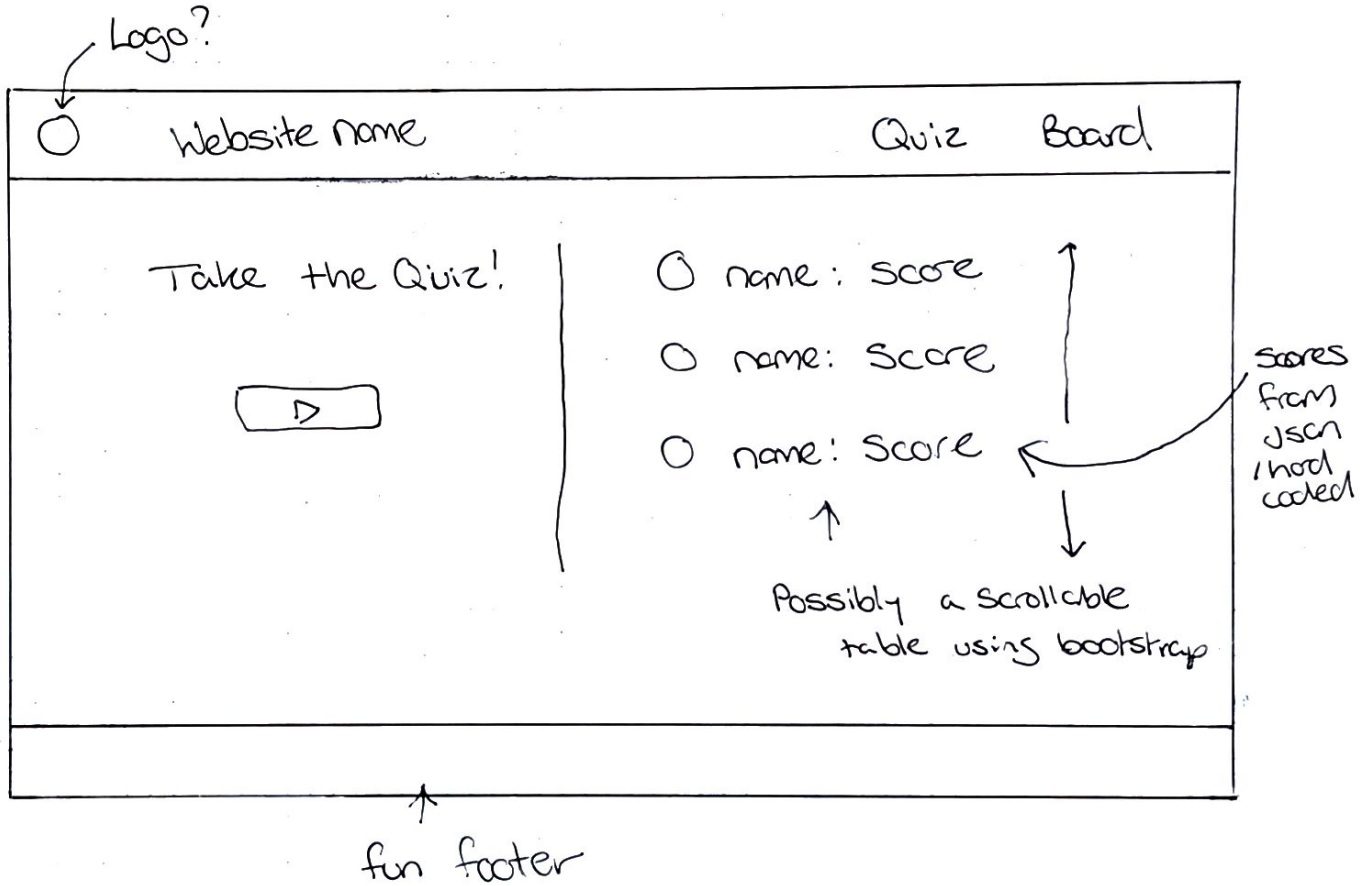 Logo?
Website name
Quiz Board
Take the Quiz!
name: score
name: score
name: score
scores
from
json
coded
Possibly a scrollable
table using bootstrap
fun footer